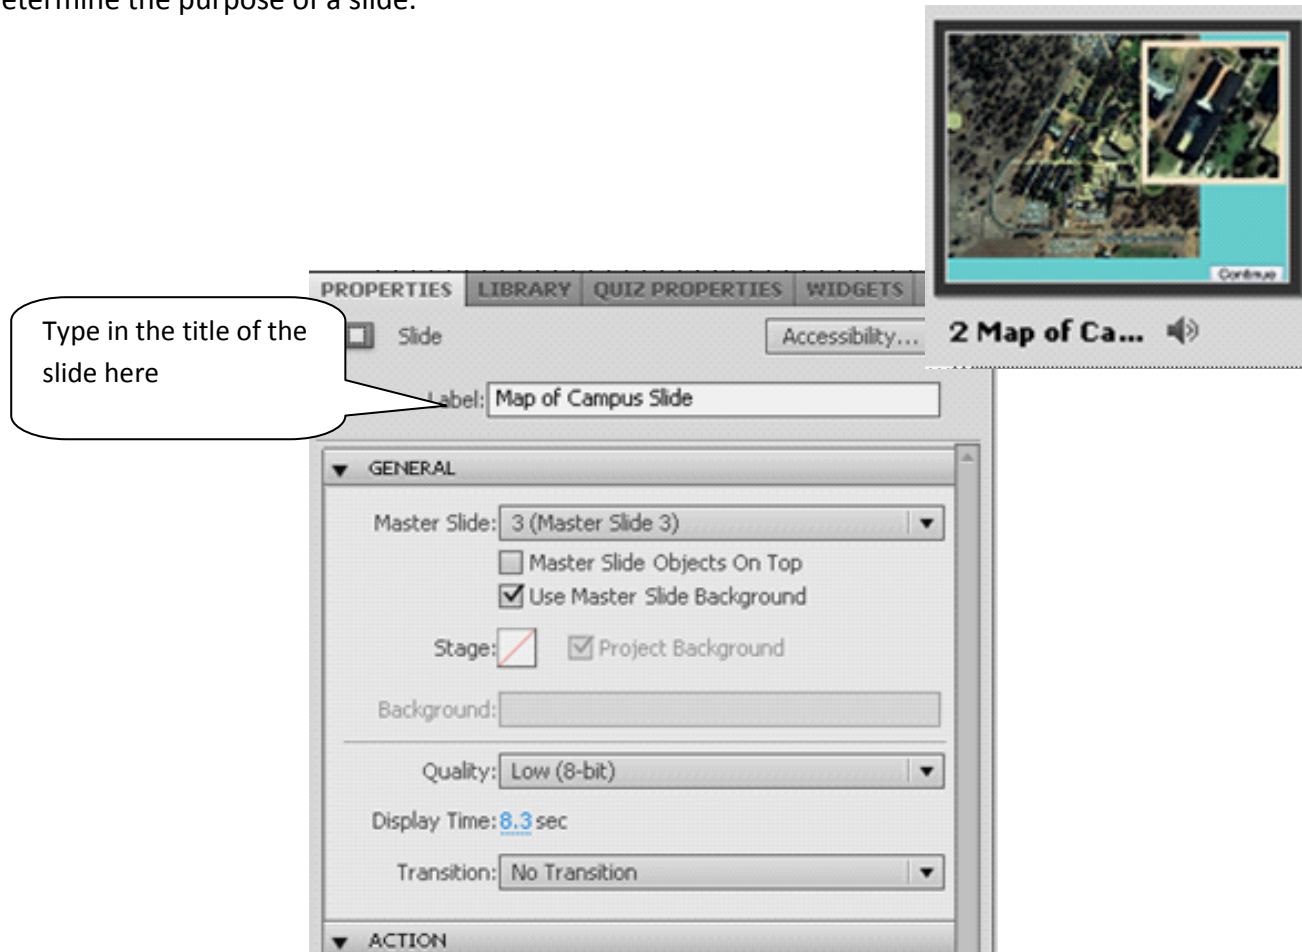 etermine the purpose of a slide.
Continue
2 Map of Ca...
PROPERTIES LIBRARY QUIZ PROPERTIES WIDGETS
Type in the title of the
slide here
Slide
Accessibility...
Label: Map of Campus Slide
GENERAL
Master Slide: 3 (Master Slide 3)
Master Slide Objects On Top
Use Master Slide Background
Stage: Project Background
Background:
Quality: Low (8-bit)
Display Time: 8.3 sec
Transition: No Transition
ACTION